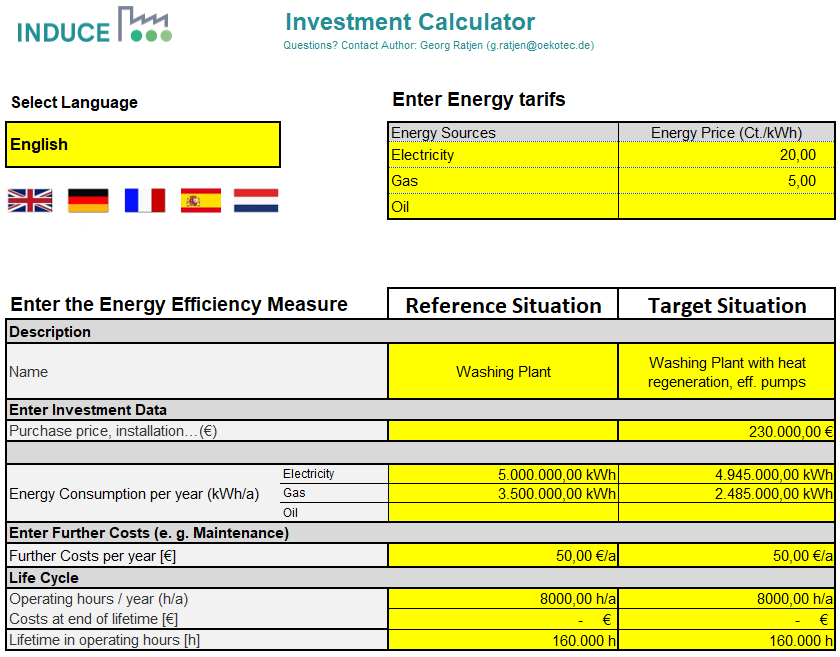 INDUCE
Investment Calculator
Questions? Contact Author: Georg Ratjen (g.ratjen@oekotec.de)
Select Language
English
Enter Energy tarifs
Energy Sources Energy Price (Ct./kWh)
Electricity 20,00
Gas 5,00
Oil
Enter the Energy Efficiency Measure Reference Situation Target Situation
Description
Name Washing Plant Washing Plant with heat
regeneration, eff. pumps
Enter Investment Data
Purchase price, installation…(€) 230.000,00 €
Energy Consumption per year (kWh/a)
Electricity 5.000.000,00 kWh 4.945.000,00 kWh
Gas 3.500.000,00 kWh 2.485.000,00 kWh
Oil
Enter Further Costs (e. g. Maintenance)
Further Costs per year [€] 50,00 €/a 50,00 €/a
Life Cycle
Operating hours / year (h/a) 8000,00 h/a 8000,00 h/a
Costs at end of lifetime [€] - € - €
Lifetime in operating hours [h] 160.000 h 160.000 h